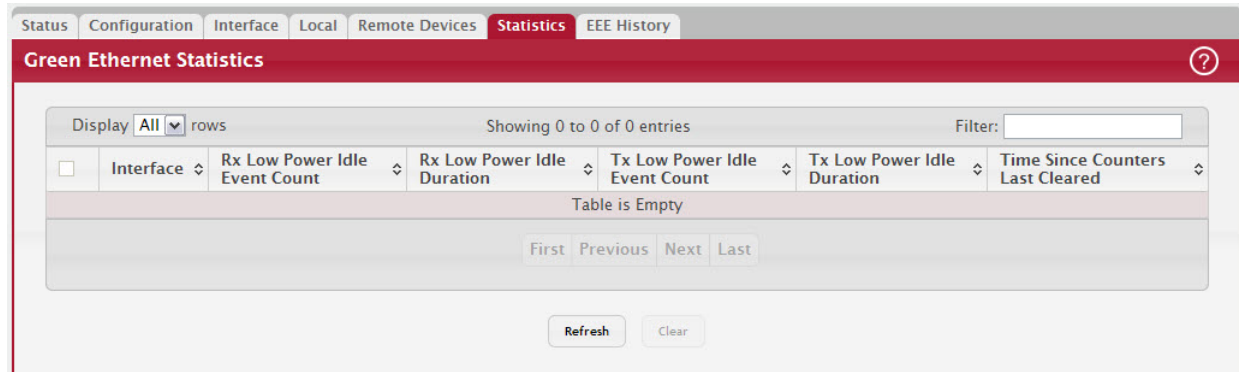 Status Configuration Interface Local Remote Devices Statistics EEE History
Green Ethernet Statistics ?
Display All rows Showing 0 to 0 of 0 entries Filter:
Interface Rx Low Power Idle Event Count Rx Low Power Idle Duration Tx Low Power Idle Event Count Tx Low Power Idle Duration Time Since Counters Last Cleared
Table is Empty
First Previous Next Last
Refresh Clear